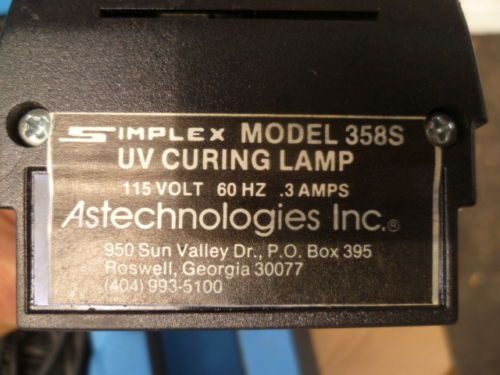 SIMPLEX MODEL 358S
UV CURING LAMP
115 VOLT 60 HZ .3 AMPS
Astechnologies Inc.®
950 Sun Valley Dr., P.O. Box 395
Roswell, Georgia 30077
(404) 993-5100